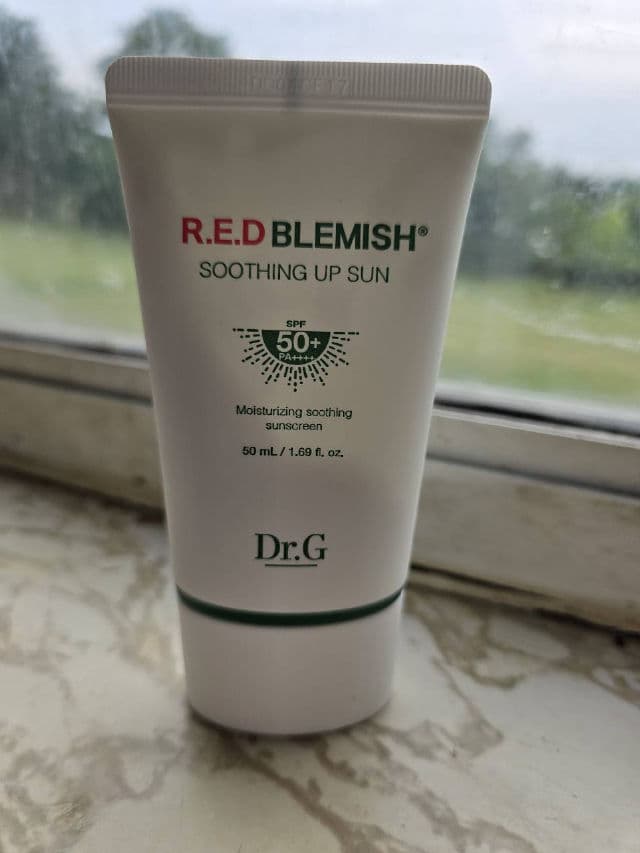 R.E.D BLEMISH®
SOOTHING UP SUN
SPF
50+
PA++++
Moisturizing soothing
sunscreen
50 mL / 1.69 fl. oz.
Dr.G